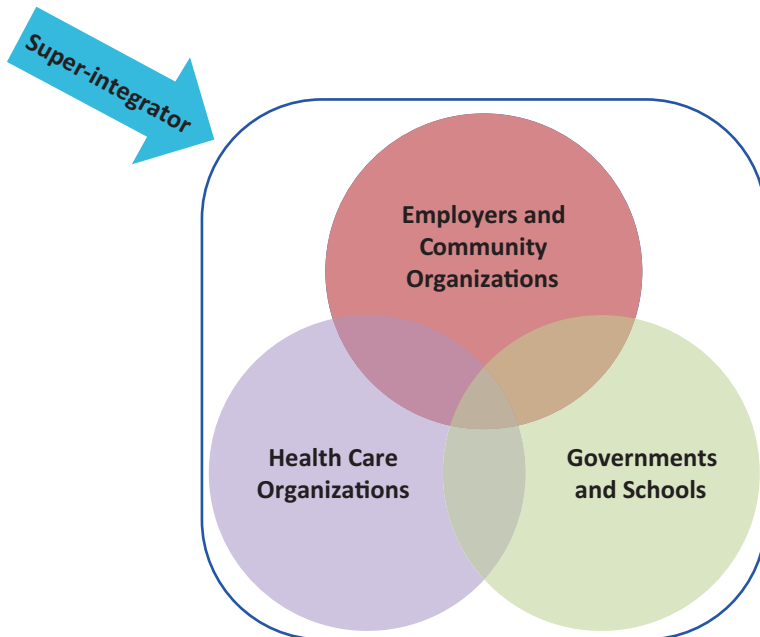 Super-integrator
Employers and
Community
Organizations
Health Care
Organizations
Governments
and Schools